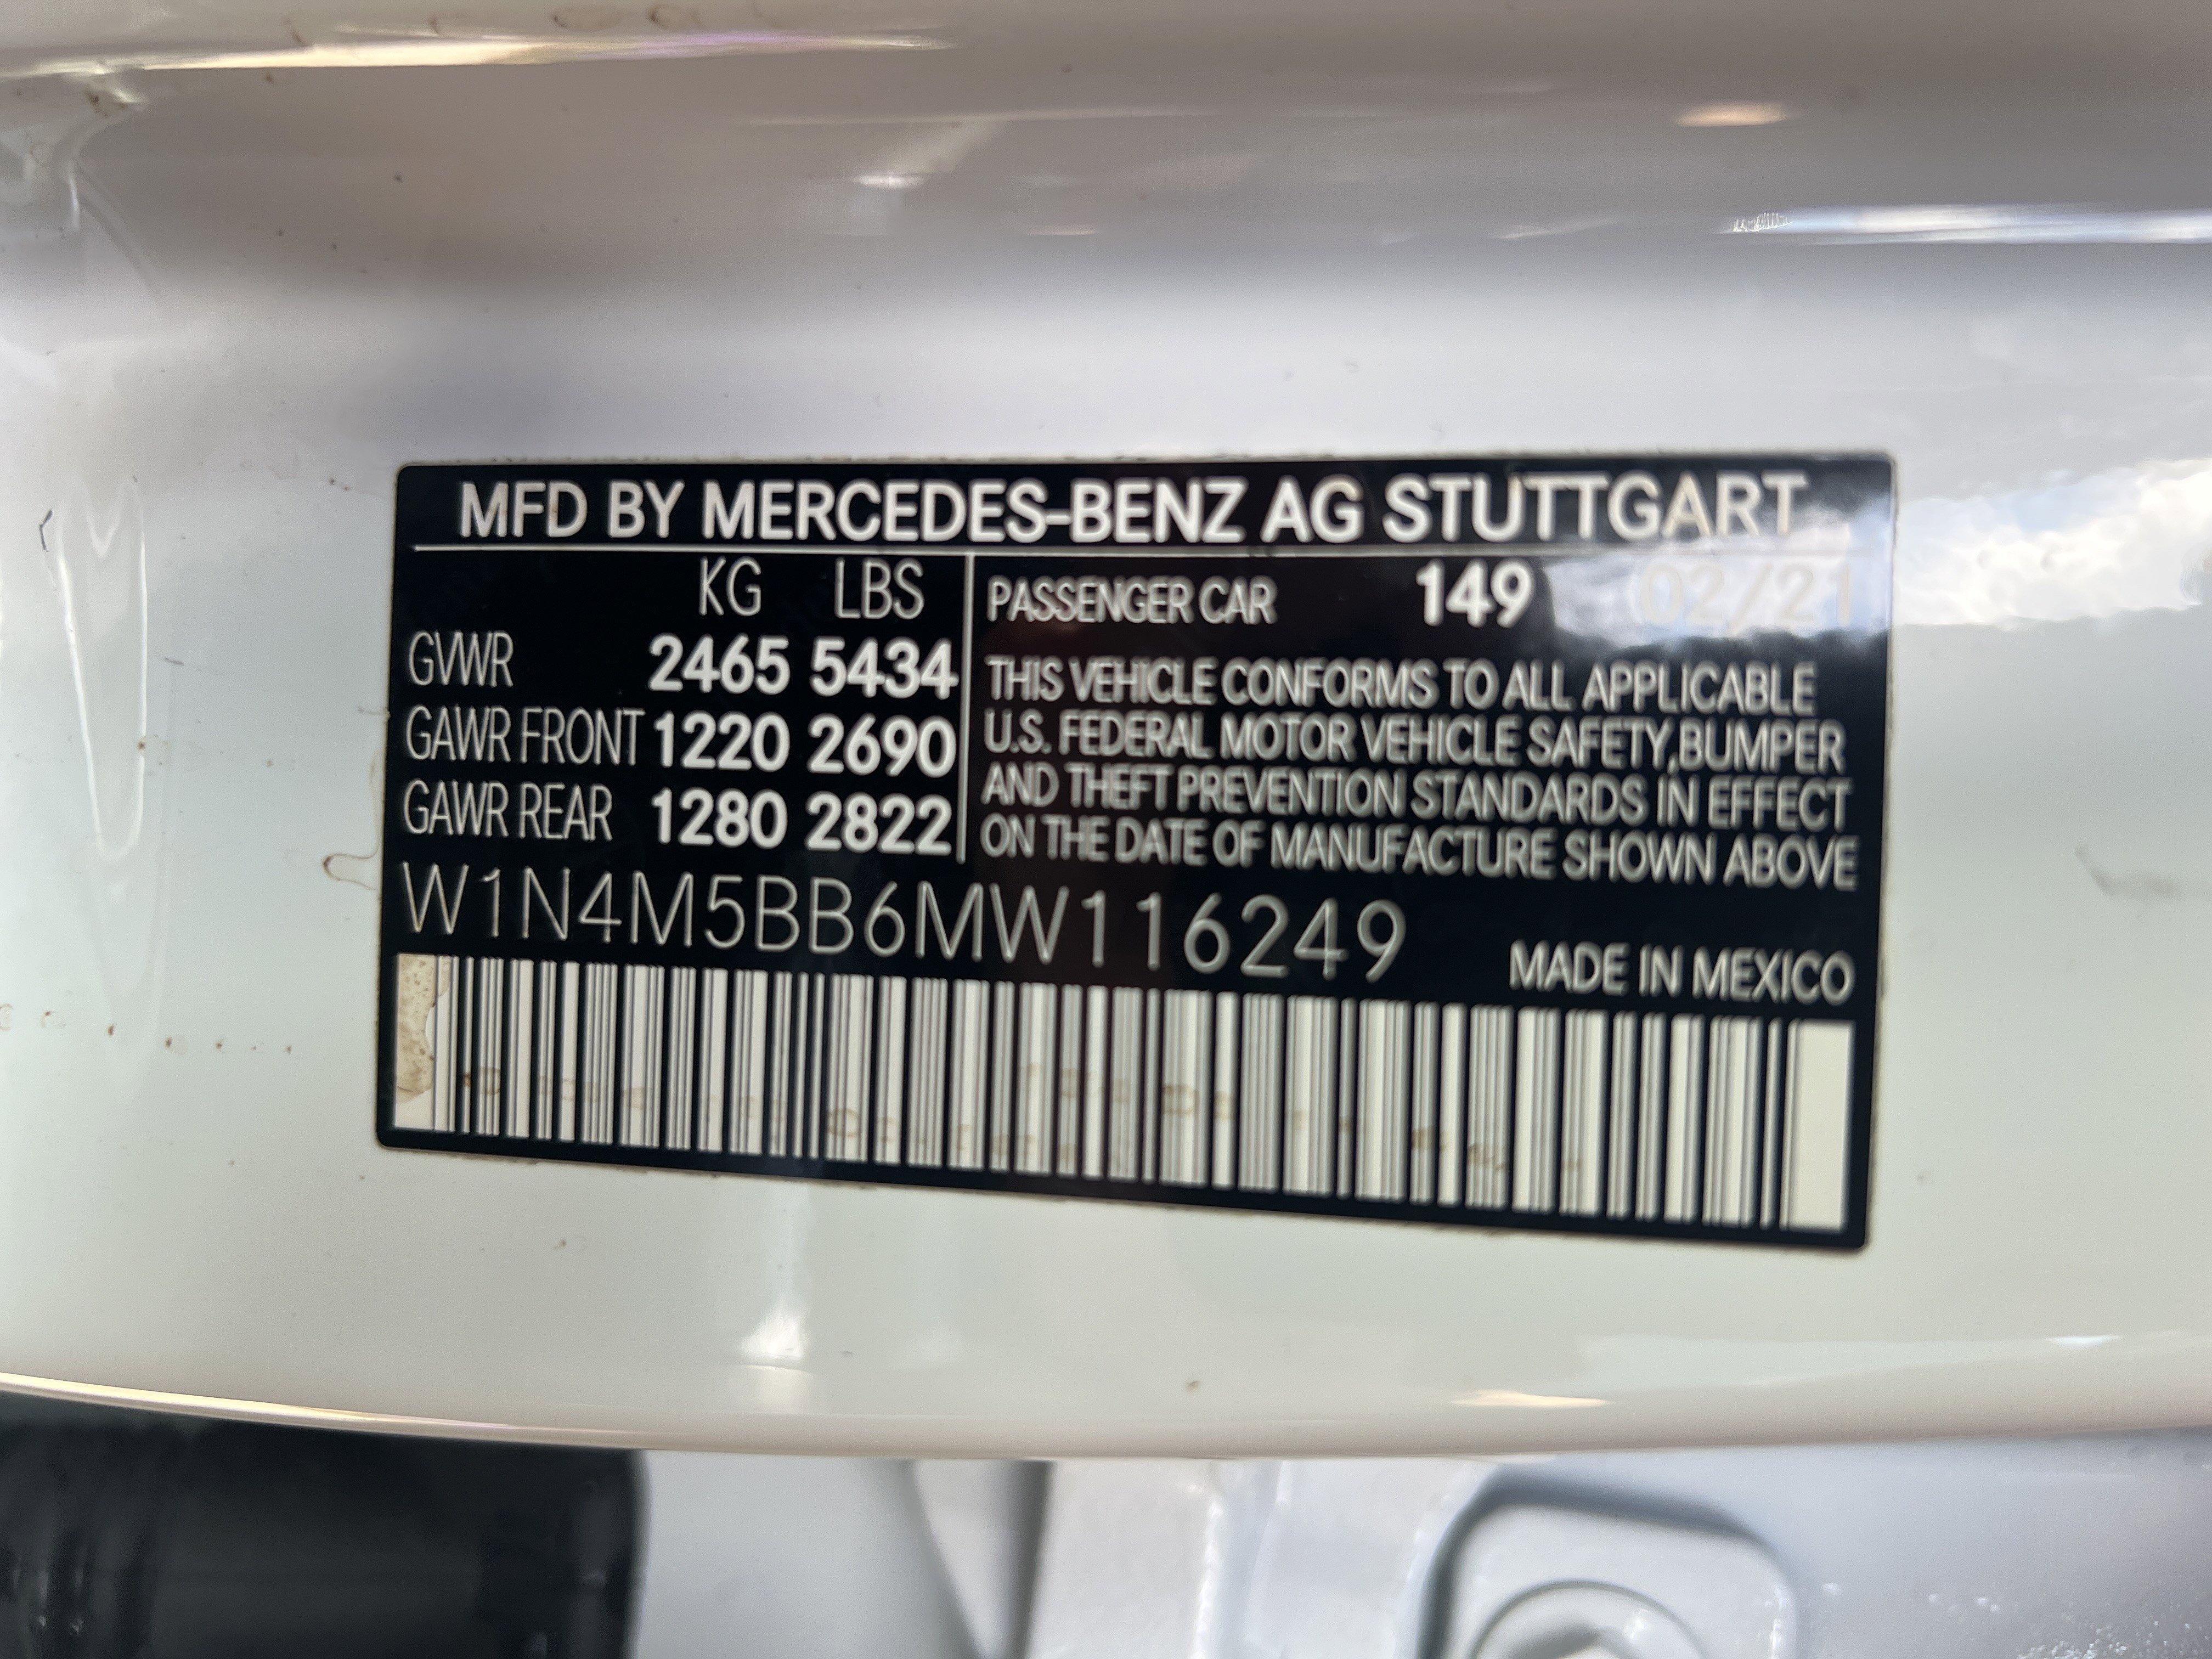 MFD BY MERCEDES-BENZ AG STUTTGART
KG LBS
GVWR 2465 5434
GAWR FRONT 1220 2690
GAWR REAR 1280 2822
PASSENGER CAR 149 02/21
THIS VEHICLE CONFORMS TO ALL APPLICABLE
U.S. FEDERAL MOTOR VEHICLE SAFETY,BUMPER
AND THEFT PREVENTION STANDARDS IN EFFECT
ON THE DATE OF MANUFACTURE SHOWN ABOVE
W1N4M5BB6MW116249
MADE IN MEXICO